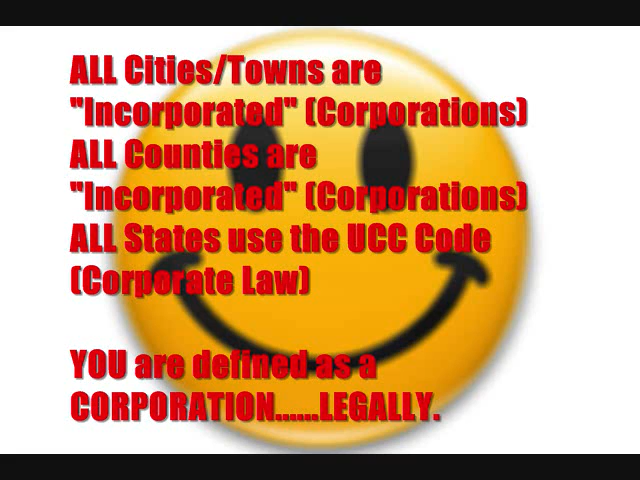 ALL Cities/Towns are
"Incorporated" (Corporations)
ALL Counties are
"Incorporated" (Corporations)
ALL States use the UCC Code
(Corporate Law)
YOU are defined as a
CORPORATION......LEGALLY.